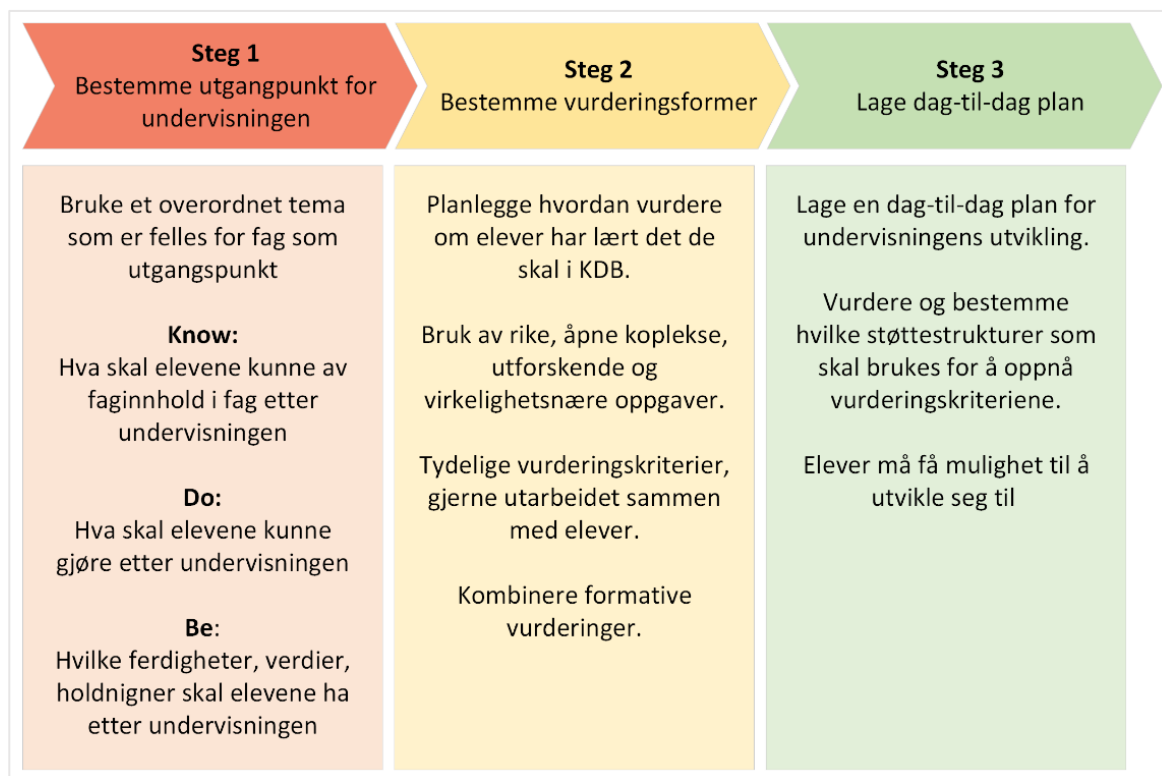 Steg 1
Bestemme utgangpunkt for
undervisningen
Steg 2
Bestemme vurderingsformer
Steg 3
Lage dag-til-dag plan
Bruke et overordnet tema
som er felles for fag som
utgangspunkt
Know:
Hva skal elevene kunne av
faginnhold i fag etter
undervisningen
Do:
Hva skal elevene kunne
gjøre etter undervisningen
Be:
Hvilke ferdigheter, verdier,
holdnigner skal elevene ha
etter undervisningen
Planlegge hvordan vurdere
om elever har lært det de
skal i KDB.
Bruk av rike, åpne koplekse,
utforskende og
virkelighetsnære oppgaver.
Tydelige vurderingskriterier,
gjerne utarbeidet sammen
med elever.
Kombinere formative
vurderinger.
Lage en dag-til-dag plan for
undervisningens utvikling.
Vurdere og bestemme
hvilke støttestrukturer som
skal brukes for å oppnå
vurderingskriteriene.
Elever må få mulighet til å
utvikle seg til